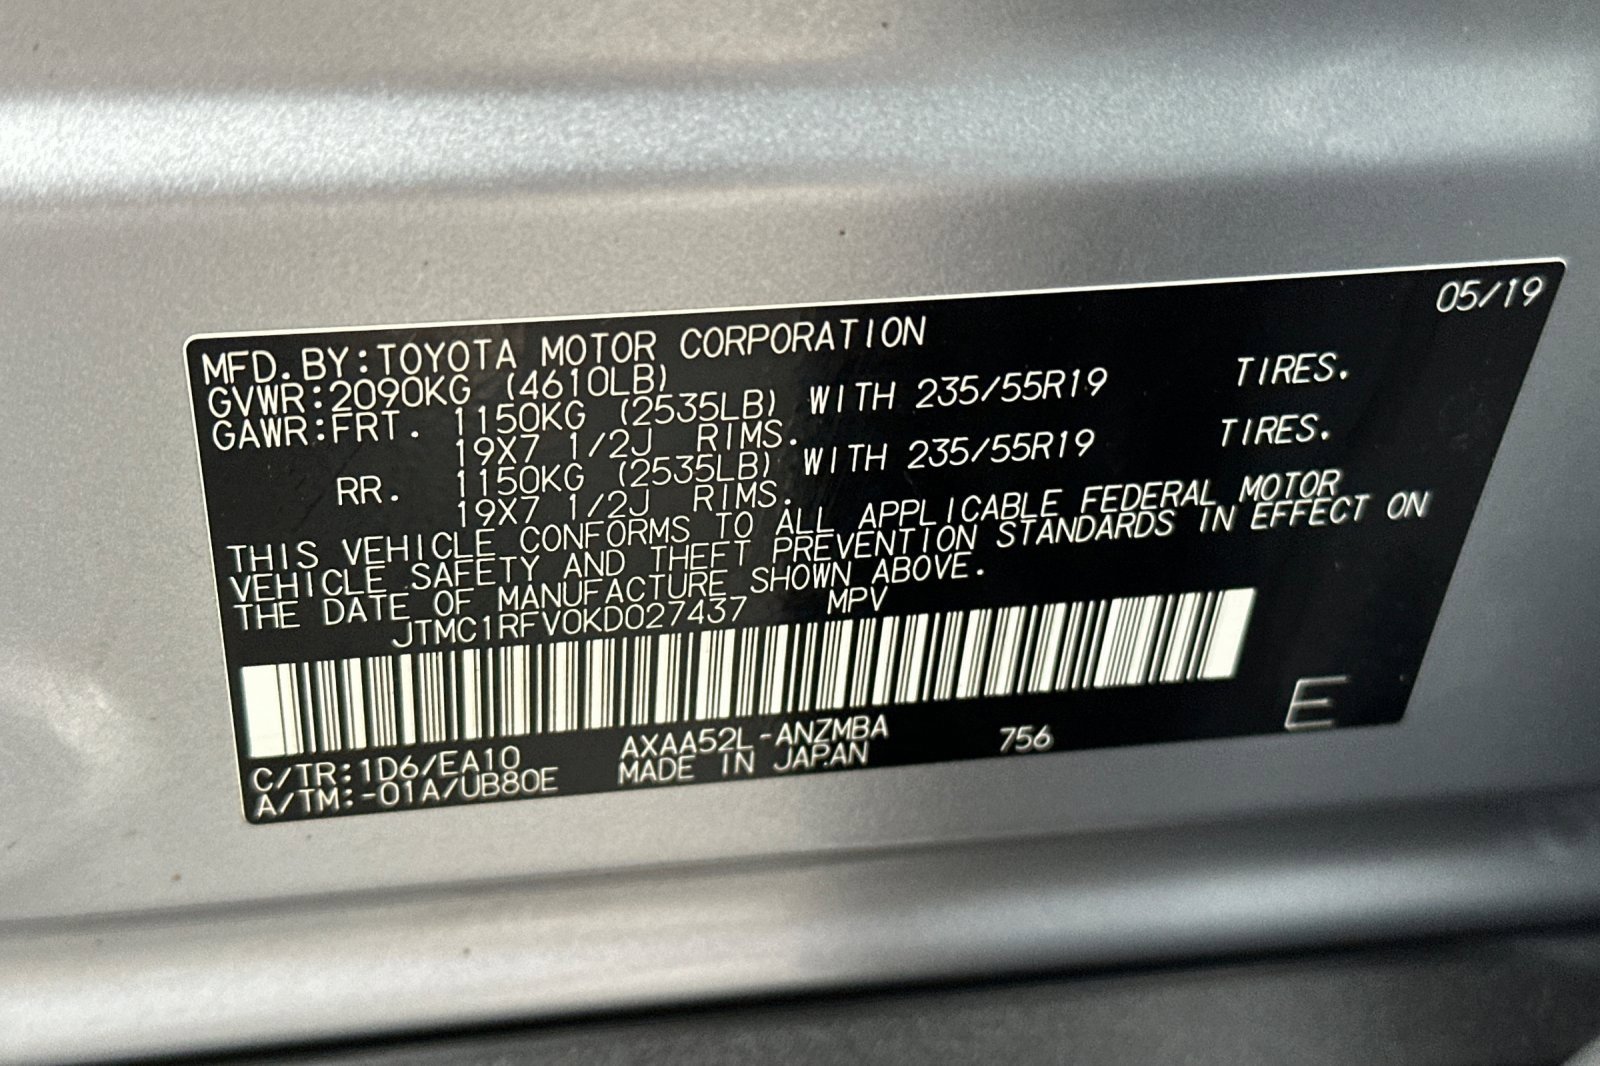 05/19
MFD.BY:TOYOTA MOTOR CORPORATION
GVWR:2090KG (4610LB)
GAWR:FRT. 1150KG (2535LB) WITH 235/55R19 TIRES.
19X7 1/2J RIMS.
RR. 1150KG (2535LB) WITH 235/55R19 TIRES.
19X7 1/2J RIMS.
THIS VEHICLE CONFORMS TO ALL APPLICABLE FEDERAL MOTOR
VEHICLE SAFETY AND THEFT PREVENTION STANDARDS IN EFFECT ON
THE DATE OF MANUFACTURE SHOWN ABOVE.
JTMC1RFV0KD027437 MPV
C/TR:1D6/EA10 AXAA52L-ANZMBA 756
A/TM:-01A/UB80E MADE IN JAPAN
E